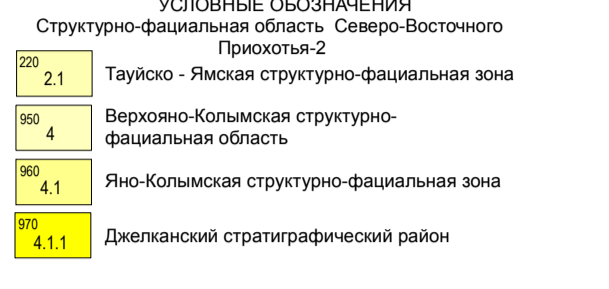 УСЛОВНЫЕ ОБОЗНАЧЕНИЯ
Структурно-фациальная область Северо-Восточного
Приохотья-2
220
2.1
Тауйско - Ямская структурно-фациальная зона
950
4
Верхояно-Колымская структурно-
фациальная область
960
4.1
Яно-Колымская структурно-фациальная зона
970
4.1.1
Джелканский стратиграфический район